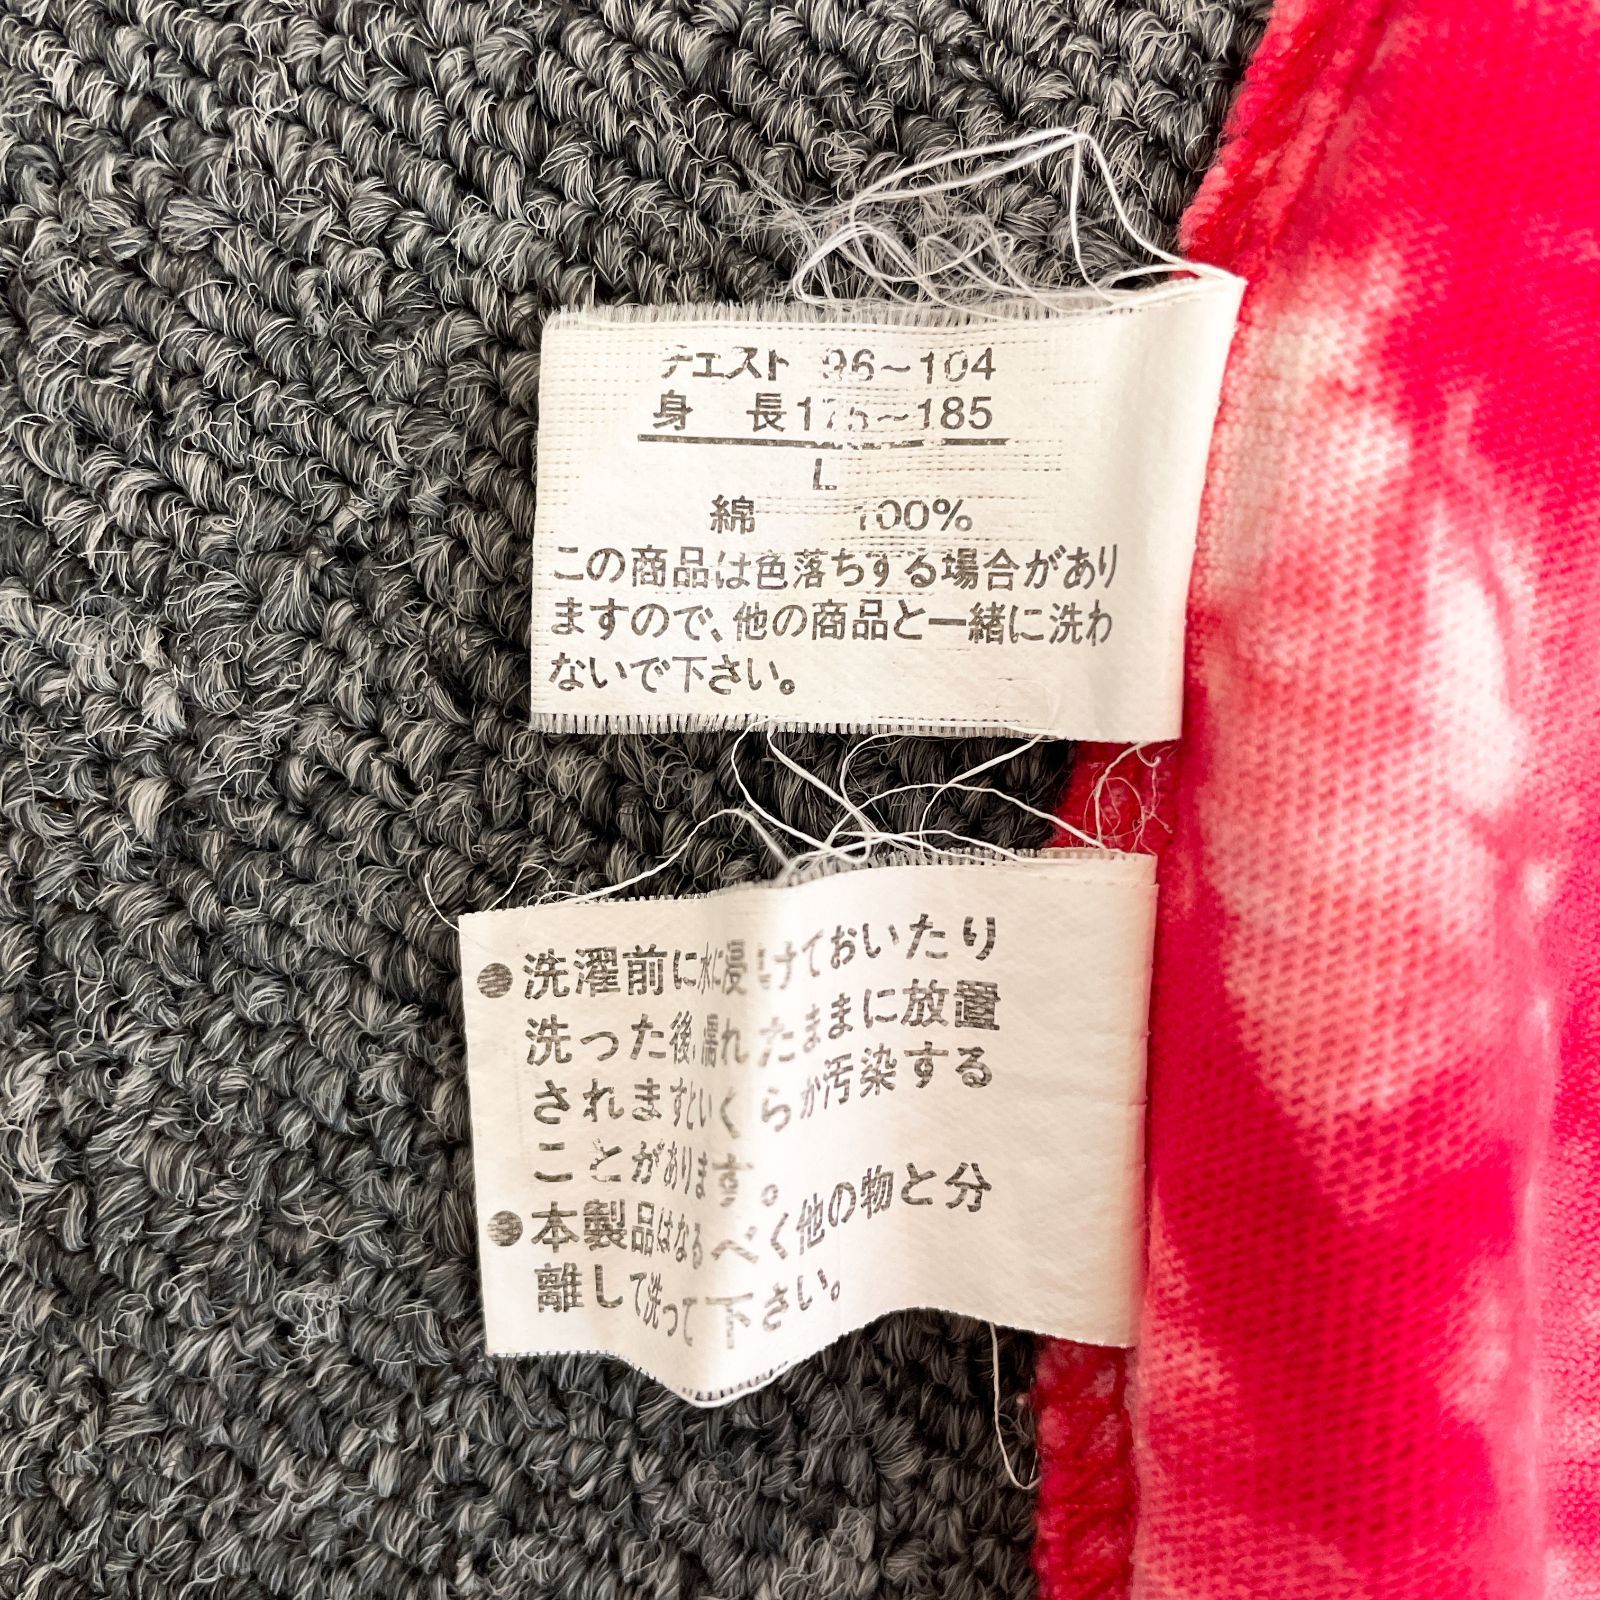 チェスト 96～104
身 長175～185
L
綿 100%
この商品は色落ちする場合があり
ますので、他の商品と一緒に洗わ
ないで下さい。
●洗濯前に水に浸けておいたり
洗った後、濡れたままに放置
されますといくらか汚染する
ことがあります。
●本製品はなるべく他の物と分
離して洗って下さい。